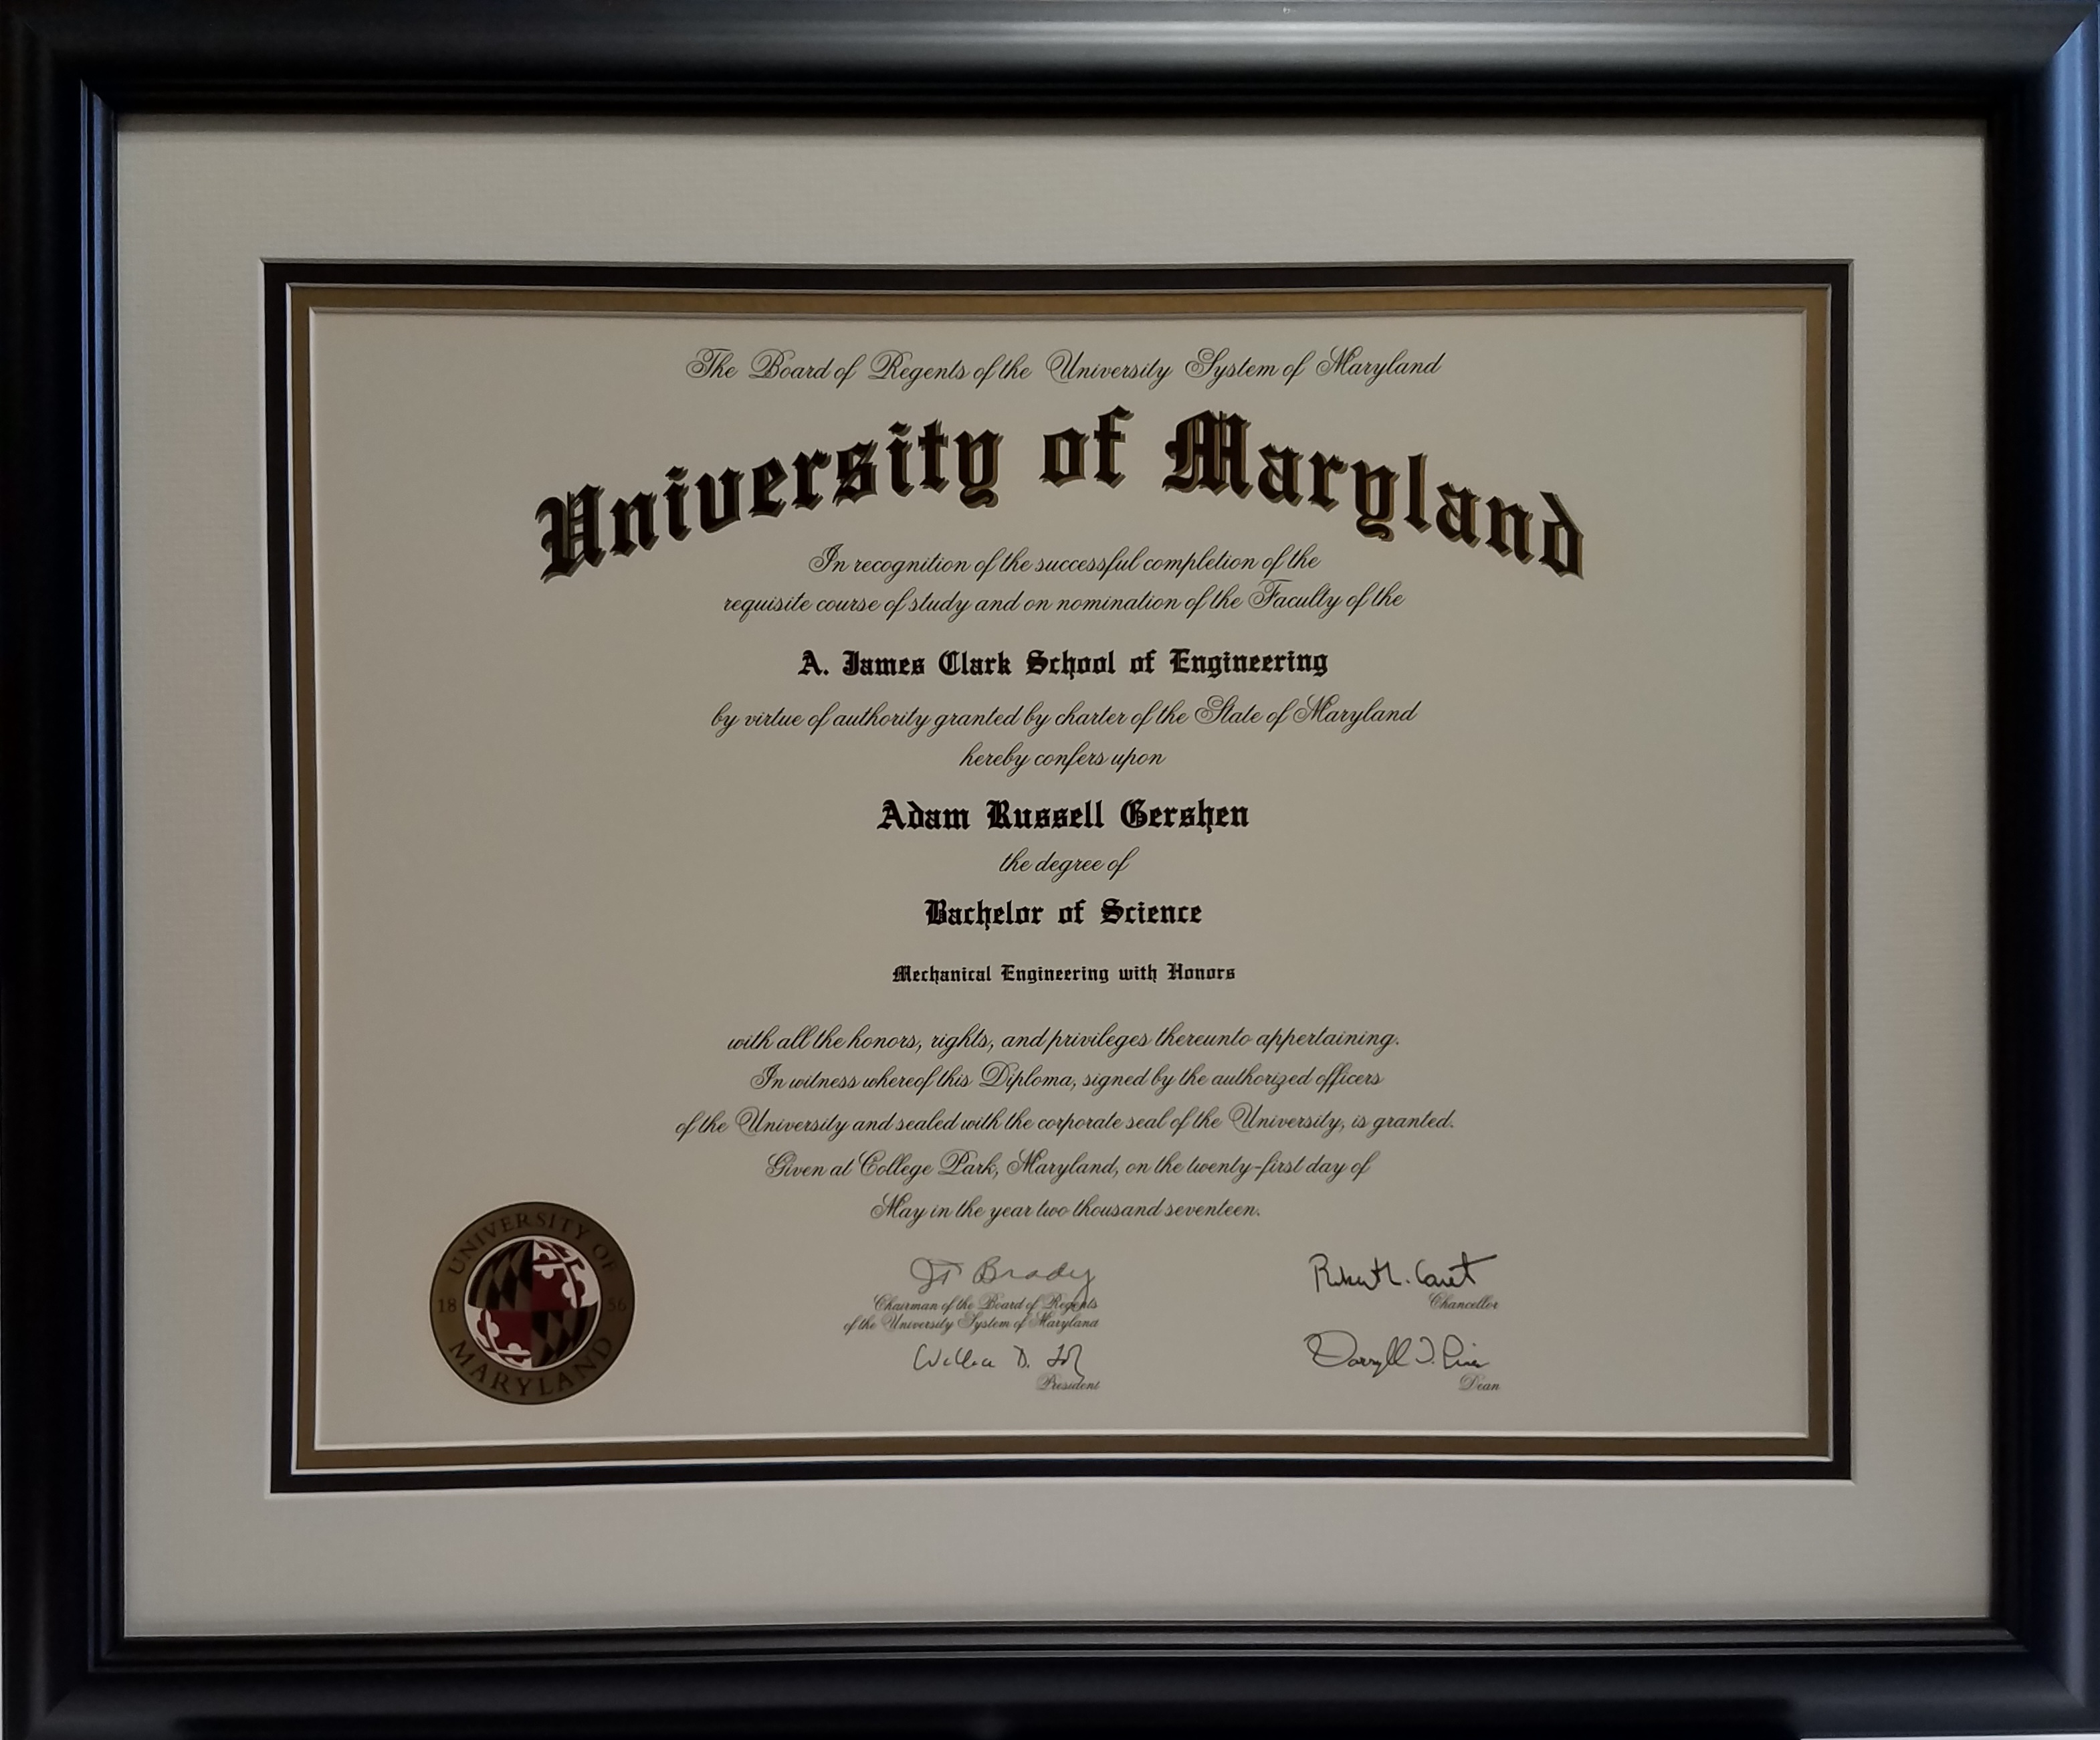 The Board of Regents of the University System of Maryland
University of Maryland
In recognition of the successful completion of the
requisite course of study and on nomination of the Faculty of the
A. James Clark School of Engineering
by virtue of authority granted by charter of the State of Maryland
hereby confers upon
Adam Russell Gershen
the degree of
Bachelor of Science
Mechanical Engineering with Honors
with all the honors, rights, and privileges thereunto appertaining.
In witness whereof this Diploma, signed by the authorized officers
of the University and sealed with the corporate seal of the University, is granted.
Given at College Park, Maryland, on the twenty-first day of
May in the year two thousand seventeen.
UNIVERSITY OF
18 56
MARYLAND
Brady
Chairman of the Board of Regents
of the University System of Maryland
Wallace D.
President
Robert L. Caret
Chancellor
Darryll J. Pines
Dean